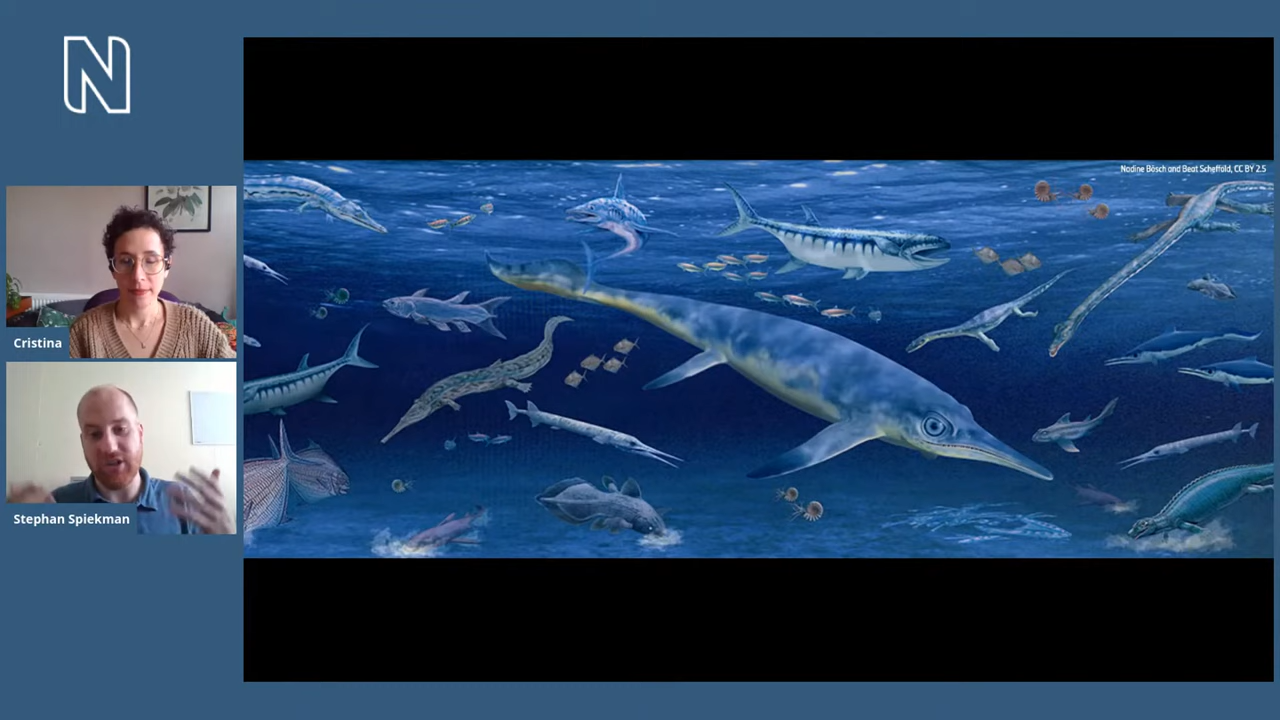 N
Nadine Bösch and Beat Scheffold, CC BY 2.5
Cristina
Stephan Spiekman